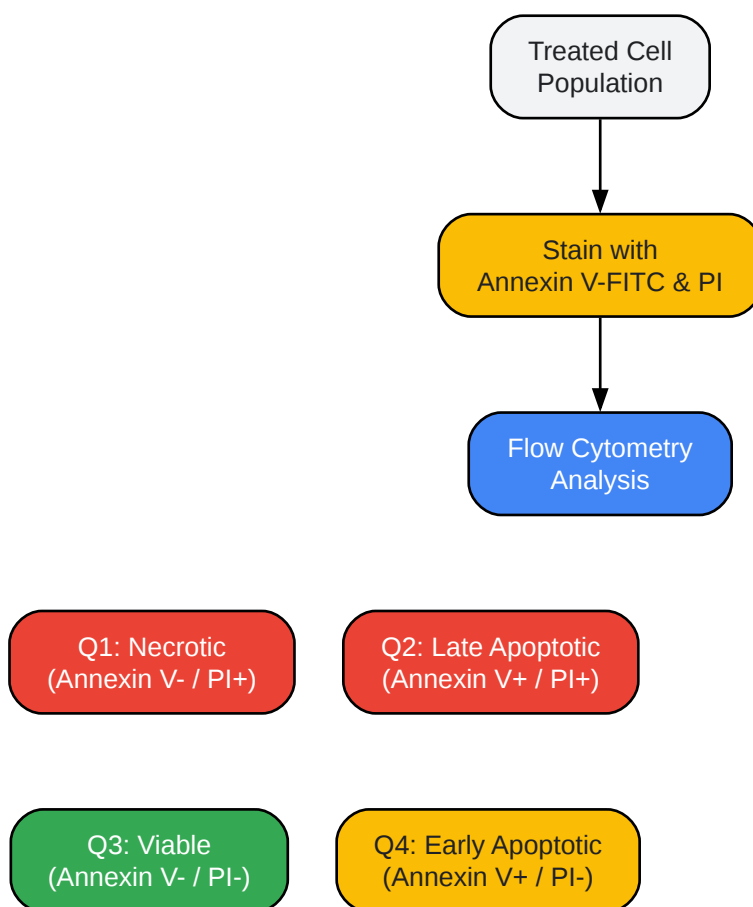 Treated Cell
Population
Stain with
Annexin V-FITC & PI
Flow Cytometry
Analysis
Q1: Necrotic
(Annexin V- / PI+)
Q2: Late Apoptotic
(Annexin V+ / PI+)
Q3: Viable
(Annexin V- / PI-)
Q4: Early Apoptotic
(Annexin V+ / PI-)